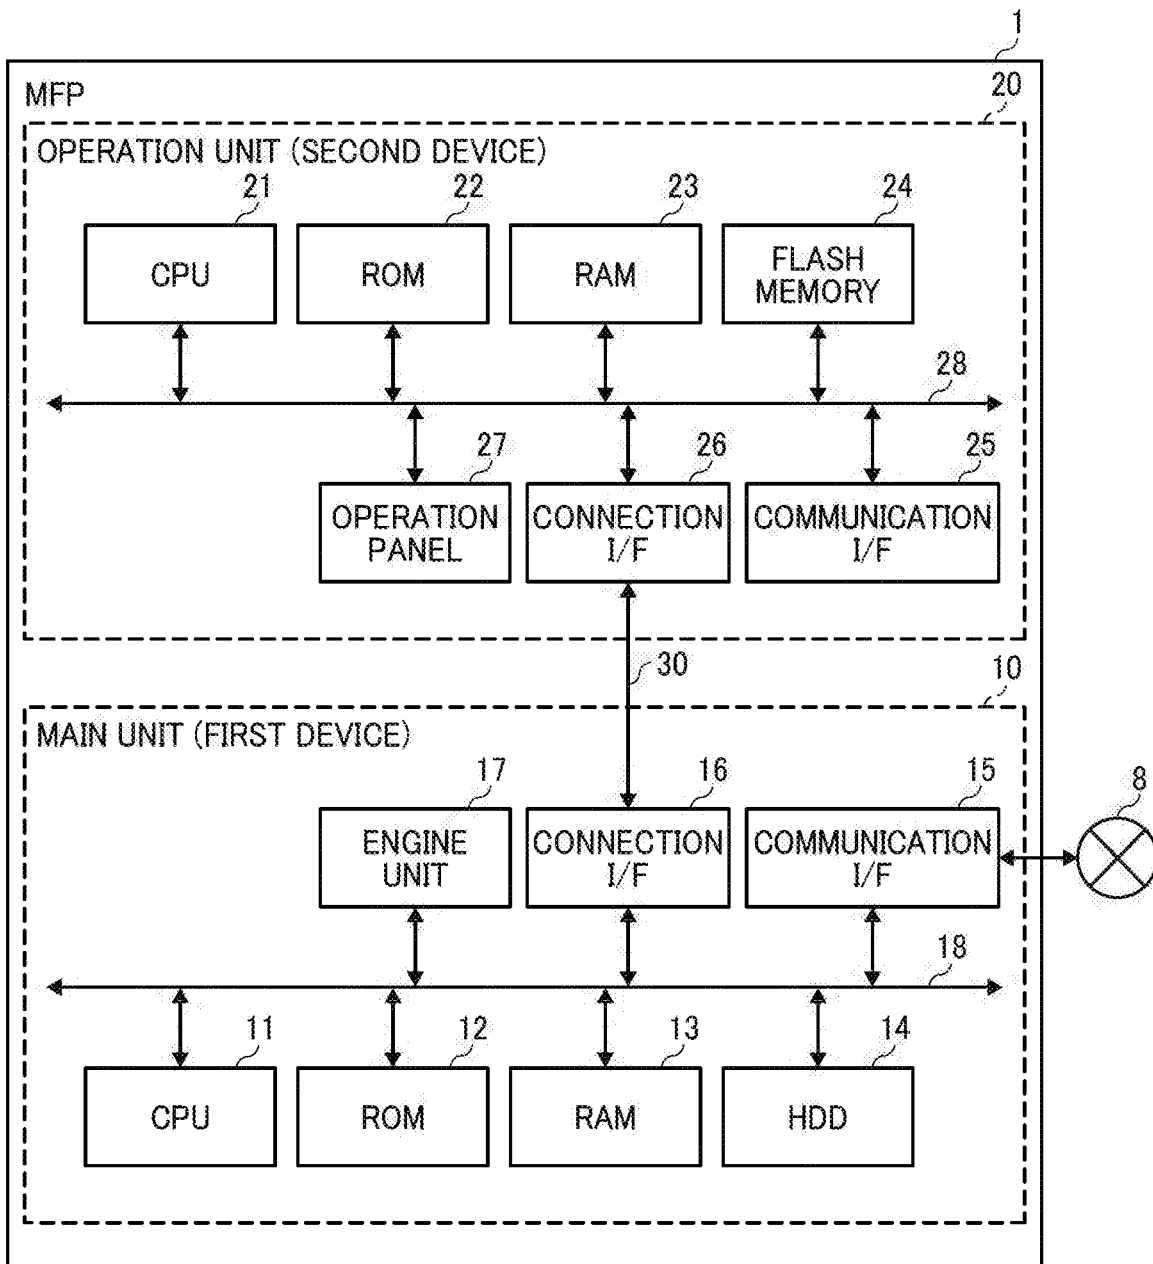 1
MFP
20
OPERATION UNIT (SECOND DEVICE)
21
22
23
24
CPU
ROM
RAM
FLASH
MEMORY
28
27
26
25
OPERATION
PANEL
CONNECTION
I/F
COMMUNICATION
I/F
30
10
MAIN UNIT (FIRST DEVICE)
17
16
15
8
ENGINE
UNIT
CONNECTION
I/F
COMMUNICATION
I/F
18
11
12
13
14
CPU
ROM
RAM
HDD